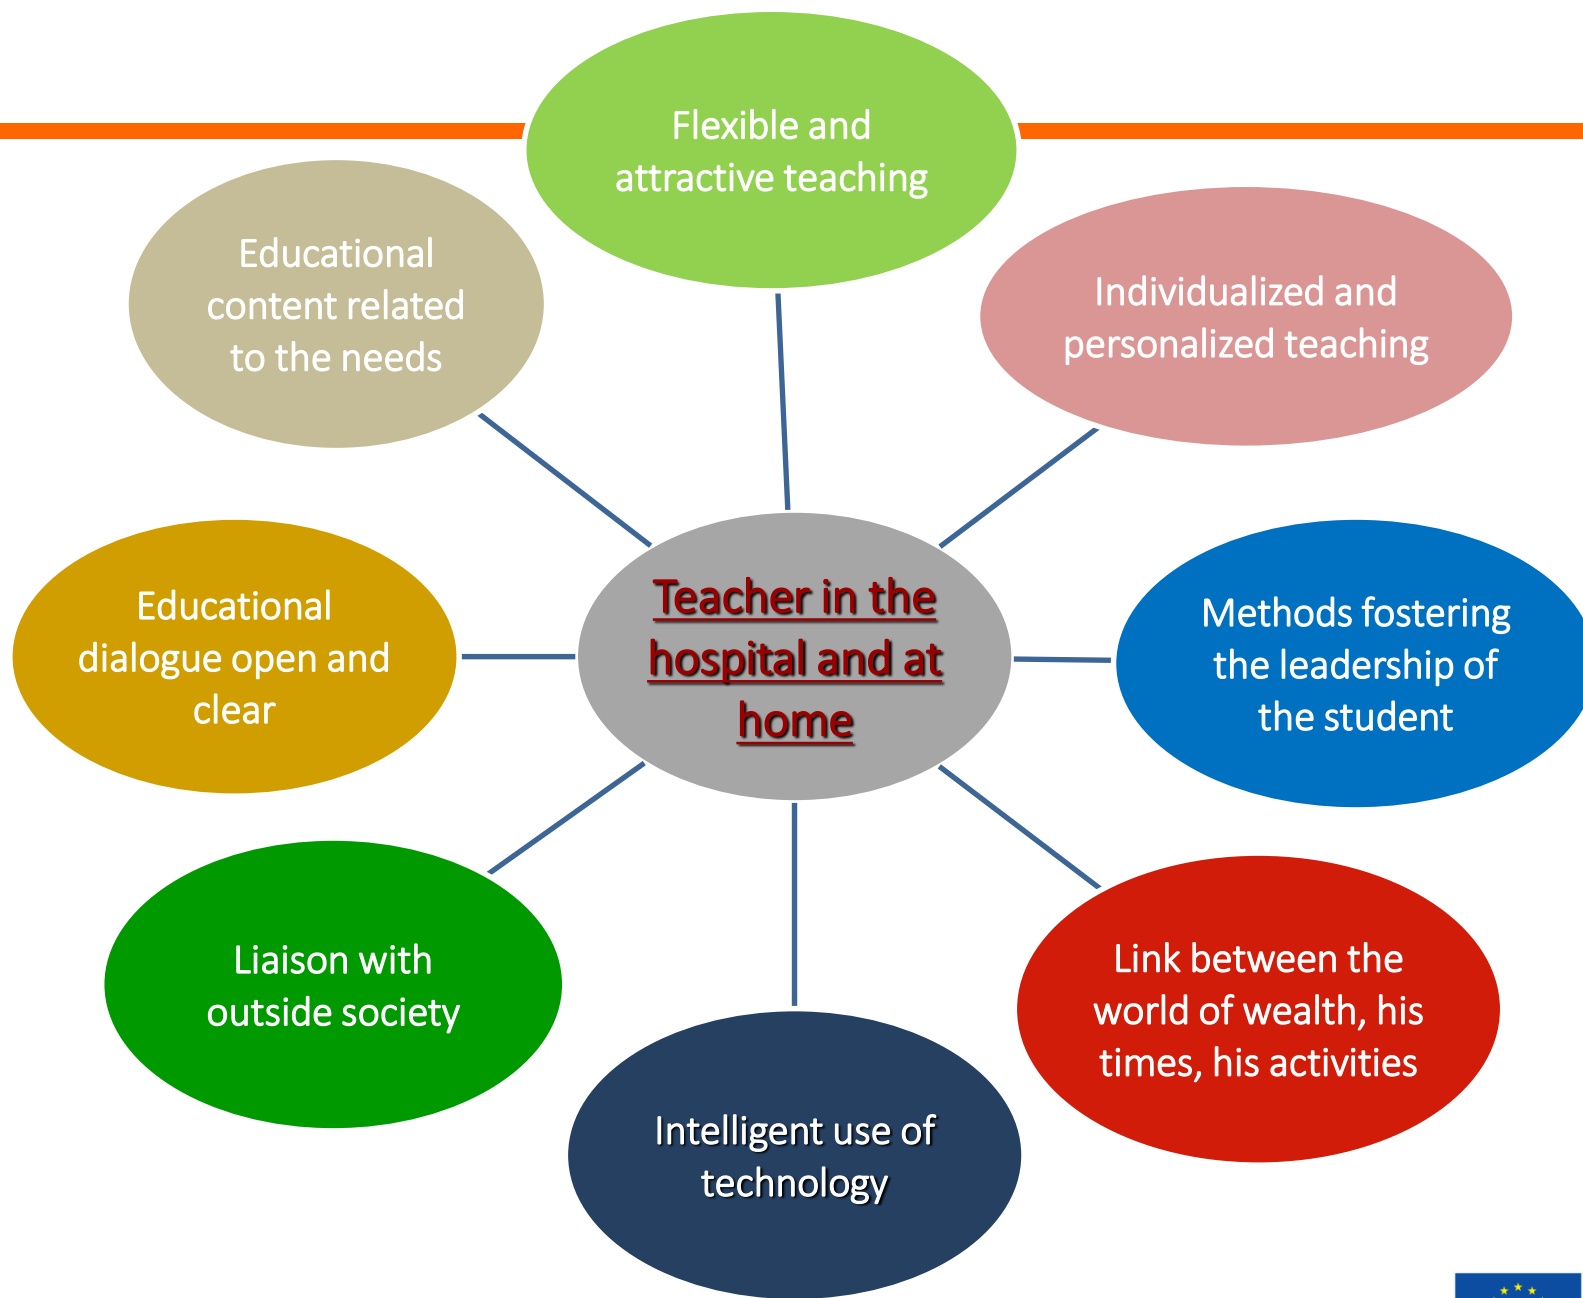 Flexible and
attractive teaching
Individualized and
personalized teaching
Methods fostering
the leadership of
the student
Link between the
world of wealth, his
times, his activities
Intelligent use of
technology
Liaison with
outside society
Educational
dialogue open and
clear
Educational
content related
to the needs
Teacher in the
hospital and at
home